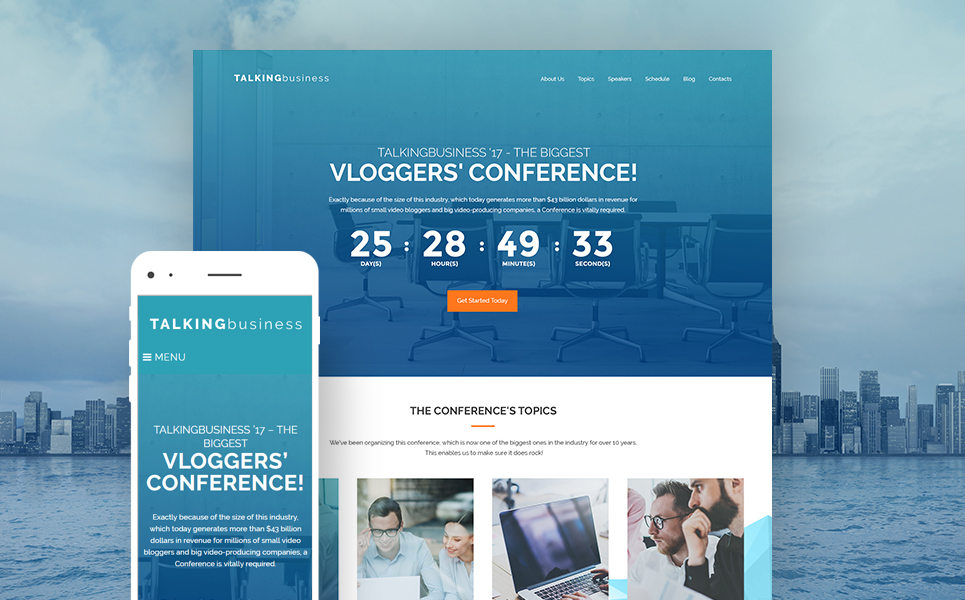 TALKINGbusiness
About Us Topics Speakers Schedule Blog Contacts
TALKINGBUSINESS '17 - THE BIGGEST
VLOGGERS' CONFERENCE!
Exactly because of the size of this industry, which today generates more than $43 billion dollars in revenue for
millions of small video bloggers and big video-producing companies, a Conference is vitally required.
25 : 28 : 49 : 33
DAY(S) HOUR(S) MINUTE(S) SECOND(S)
Get Started Today
THE CONFERENCE'S TOPICS
We've been organizing this conference, which is now one of the biggest ones in the industry for over 10 years.
This enables us to make sure it does rock!
TALKINGbusiness
MENU
TALKINGBUSINESS '17 – THE
BIGGEST
VLOGGERS'
CONFERENCE!
Exactly because of the size of this industry,
which today generates more than $43 billion
dollars in revenue for millions of small video
bloggers and big video-producing companies, a
Conference is vitally required.